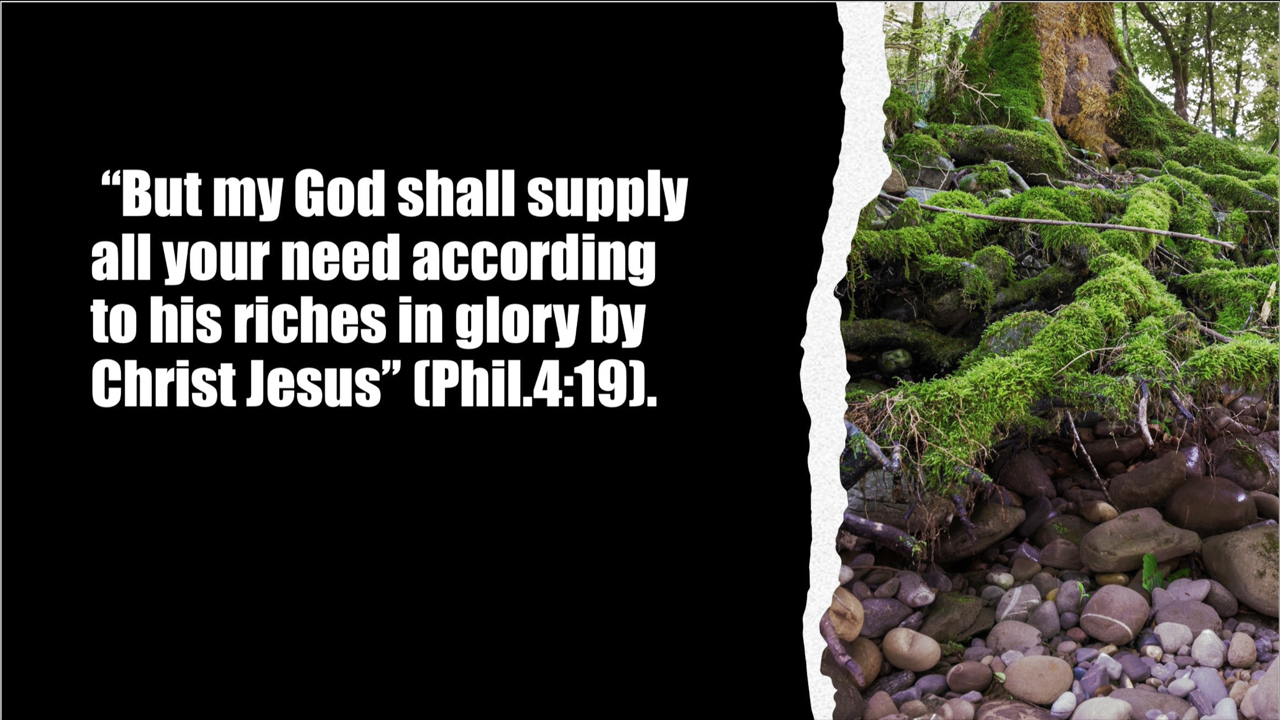 “But my God shall supply
all your need according
to his riches in glory by
Christ Jesus” (Phil.4:19).